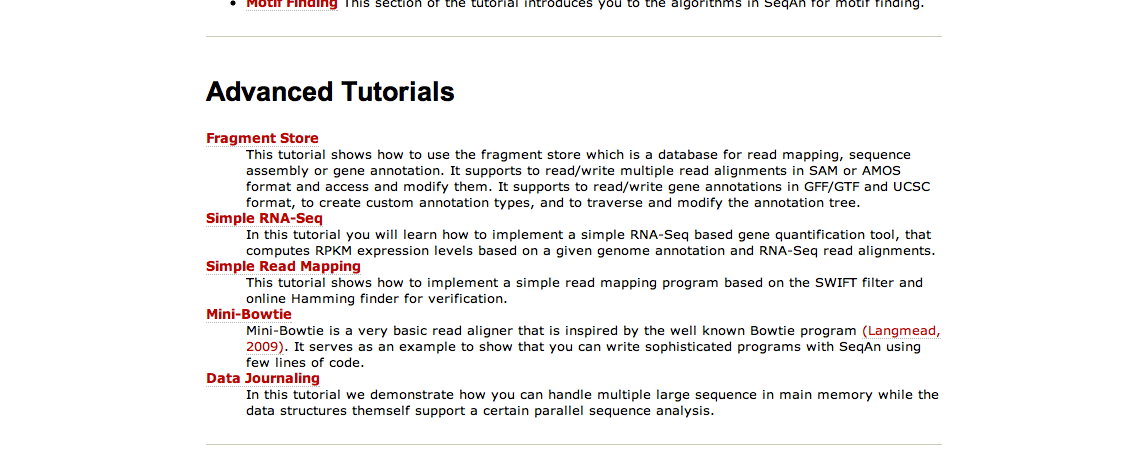 • Motif Finding This section of the tutorial introduces you to the algorithms in SeqAn for motif finding.
Advanced Tutorials
Fragment Store
This tutorial shows how to use the fragment store which is a database for read mapping, sequence
assembly or gene annotation. It supports to read/write multiple read alignments in SAM or AMOS
format and access and modify them. It supports to read/write gene annotations in GFF/GTF and UCSC
format, to create custom annotation types, and to traverse and modify the annotation tree.
Simple RNA-Seq
In this tutorial you will learn how to implement a simple RNA-Seq based gene quantification tool, that
computes RPKM expression levels based on a given genome annotation and RNA-Seq read alignments.
Simple Read Mapping
This tutorial shows how to implement a simple read mapping program based on the SWIFT filter and
online Hamming finder for verification.
Mini-Bowtie
Mini-Bowtie is a very basic read aligner that is inspired by the well known Bowtie program (Langmead,
2009). It serves as an example to show that you can write sophisticated programs with SeqAn using
few lines of code.
Data Journaling
In this tutorial we demonstrate how you can handle multiple large sequence in main memory while the
data structures themself support a certain parallel sequence analysis.